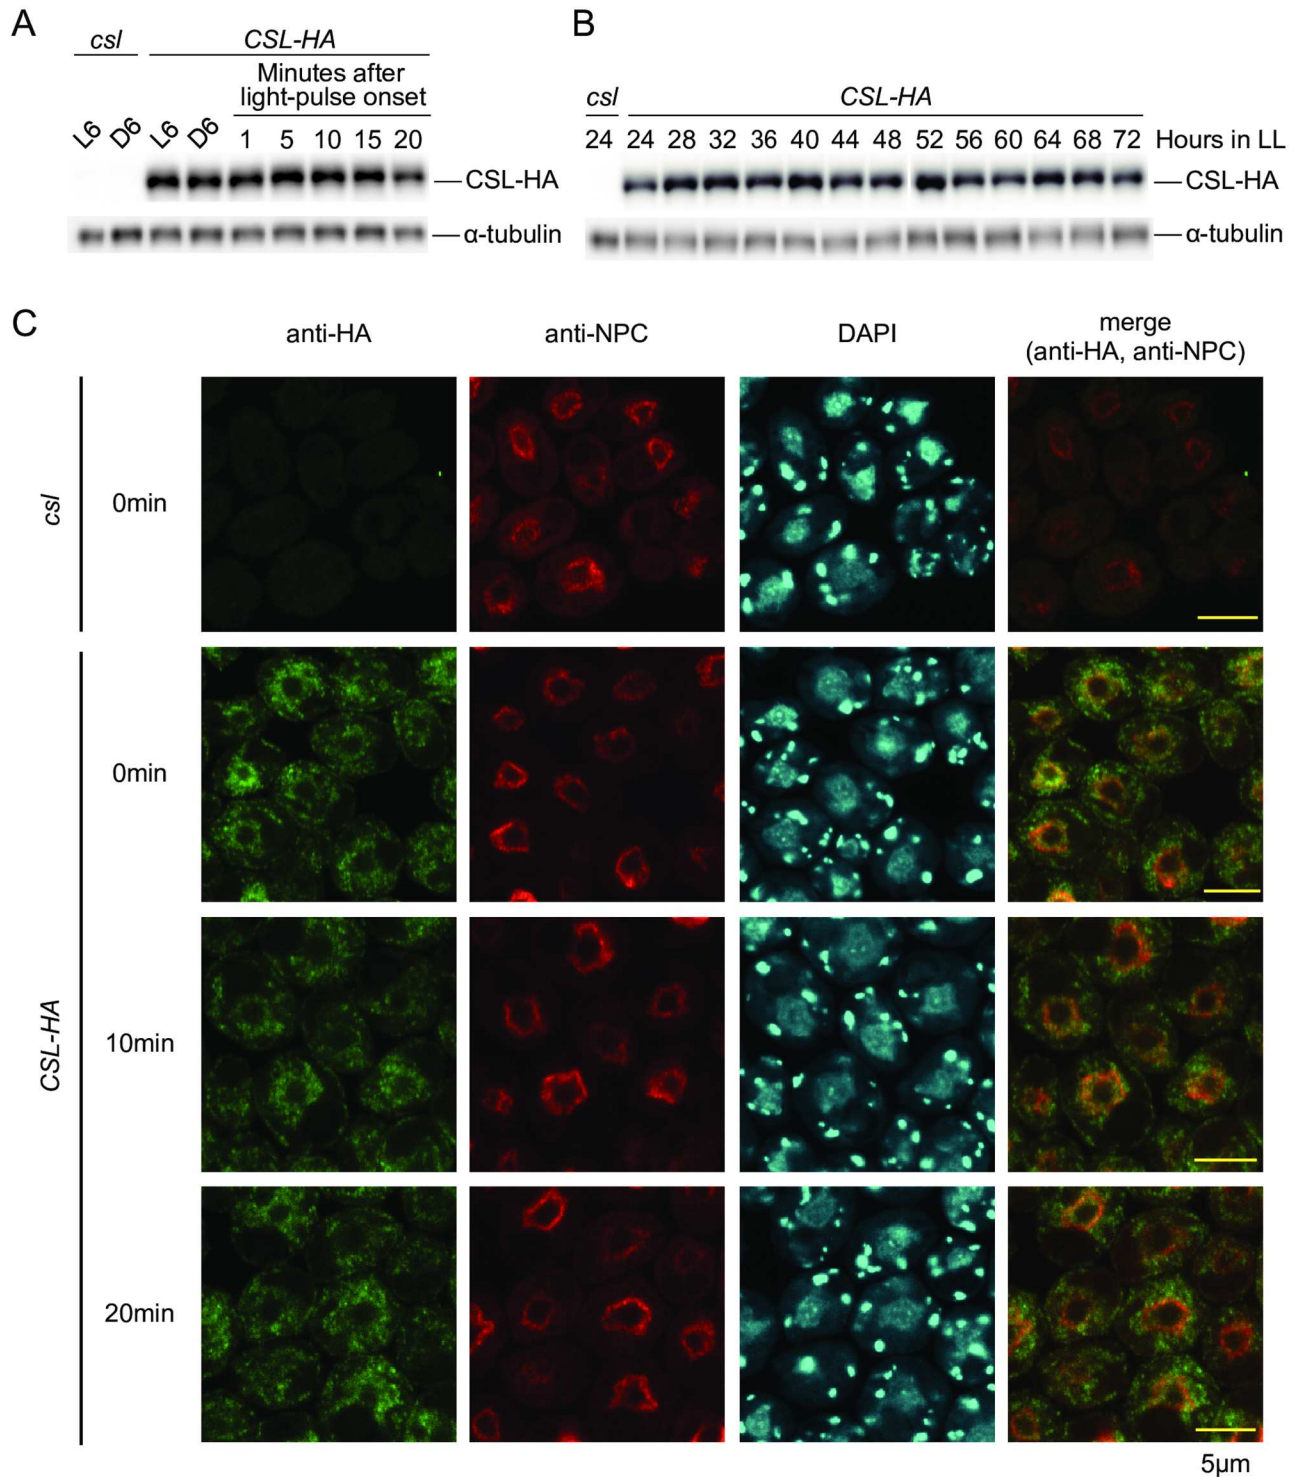 A
csl
CSL-HA
Minutes after
light-pulse onset
L6 D6 L6 D6 1 5 10 15 20
CSL-HA
α-tubulin
B
csl
CSL-HA
24 24 28 32 36 40 44 48 52 56 60 64 68 72 Hours in LL
CSL-HA
α-tubulin
C
anti-HA anti-NPC DAPI merge
(anti-HA, anti-NPC)
csl
0min
CSL-HA
0min
10min
20min
5µm